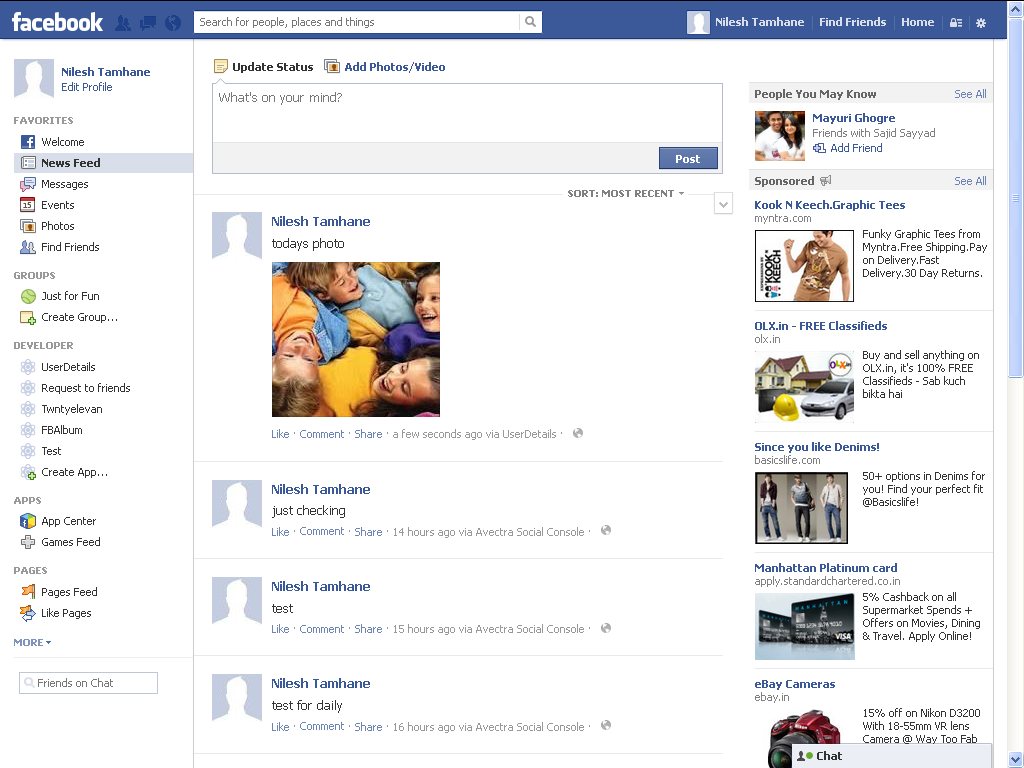 facebook
Search for people, places and things
Nilesh Tamhane
Find Friends
Home
Nilesh Tamhane
Edit Profile
FAVORITES
Welcome
News Feed
Messages
15
Events
Photos
Find Friends
GROUPS
Just for Fun
Create Group...
DEVELOPER
UserDetails
Request to friends
Twntyelevan
FBAlbum
Test
Create App...
APPS
App Center
Games Feed
PAGES
Pages Feed
Like Pages
MORE
Friends on Chat
Update Status
Add Photos/Video
What's on your mind?
Post
SORT: MOST RECENT
Nilesh Tamhane
todays photo
Like · Comment · Share · a few seconds ago via UserDetails ·
Nilesh Tamhane
just checking
Like · Comment · Share · 14 hours ago via Avectra Social Console ·
Nilesh Tamhane
test
Like · Comment · Share · 15 hours ago via Avectra Social Console ·
Nilesh Tamhane
test for daily
Like · Comment · Share · 16 hours ago via Avectra Social Console ·
People You May Know
See All
Mayuri Ghogre
Friends with Sajid Sayyad
Add Friend
Sponsored
See All
Kook N Keech.Graphic Tees
myntra.com
KOOK
KEECH
Funky Graphic Tees from
Myntra.Free Shipping.Pay
on Delivery.Fast
Delivery.30 Day Returns.
OLX.in - FREE Classifieds
olx.in
OLX
Buy and sell anything on
OLX.in, it's 100% FREE
Classifieds - Sab kuch
bikta hai
Since you like Denims!
basicslife.com
50+ options in Denims for
you! Find your perfect fit
@Basicslife!
Manhattan Platinum card
apply.standardchartered.co.in
MANHATTAN
VISA
5% Cashback on all
Supermarket Spends +
Offers on Movies, Dining
& Travel. Apply Online!
eBay Cameras
ebay.in
15% off on Nikon D3200
With 18-55mm VR lens
Camera @ Way Too Fab
Chat